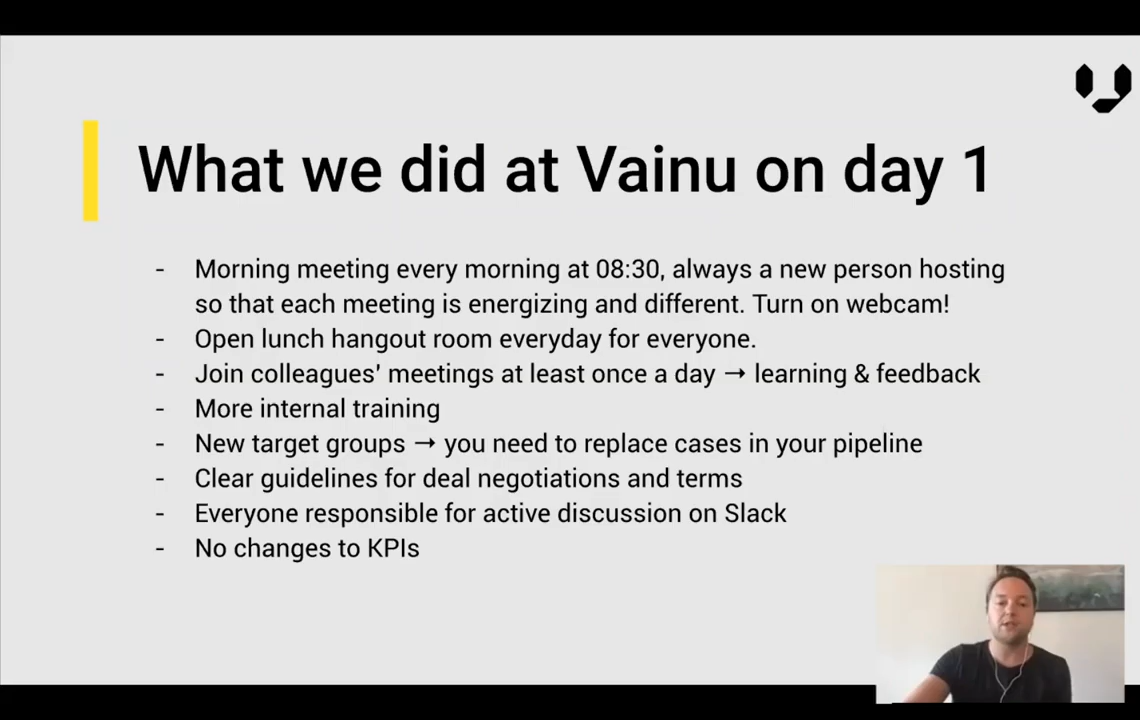 What we did at Vainu on day 1
- Morning meeting every morning at 08:30, always a new person hosting
so that each meeting is energizing and different. Turn on webcam!
- Open lunch hangout room everyday for everyone.
- Join colleagues' meetings at least once a day → learning & feedback
- More internal training
- New target groups → you need to replace cases in your pipeline
- Clear guidelines for deal negotiations and terms
- Everyone responsible for active discussion on Slack
- No changes to KPIs